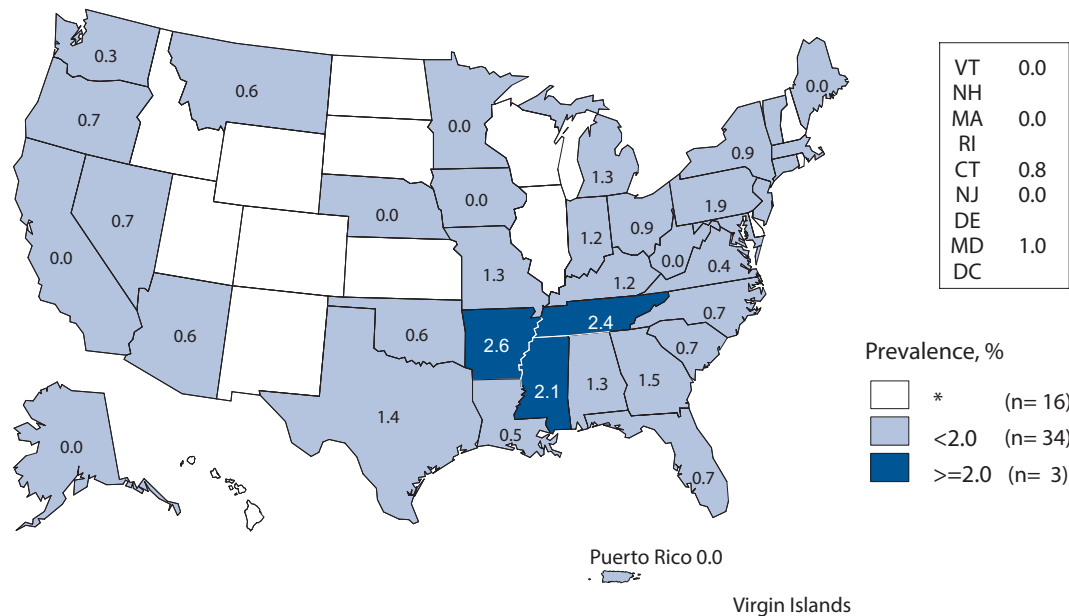 0.3
0.6
0.7
0.0
0.0
0.9
1.3
0.0
0.0
0.7
1.9
0.9
1.2
0.0
1.3
0.0
0.4
1.2
0.6
0.6
2.4
0.7
2.6
0.7
2.1
1.3
1.5
1.4
0.5
0.0
0.7
VT 0.0
NH
MA 0.0
RI
CT 0.8
NJ 0.0
DE
MD 1.0
DC
Prevalence, %
* (n= 16)
<2.0 (n= 34)
>=2.0 (n= 3)
Puerto Rico 0.0
Virgin Islands